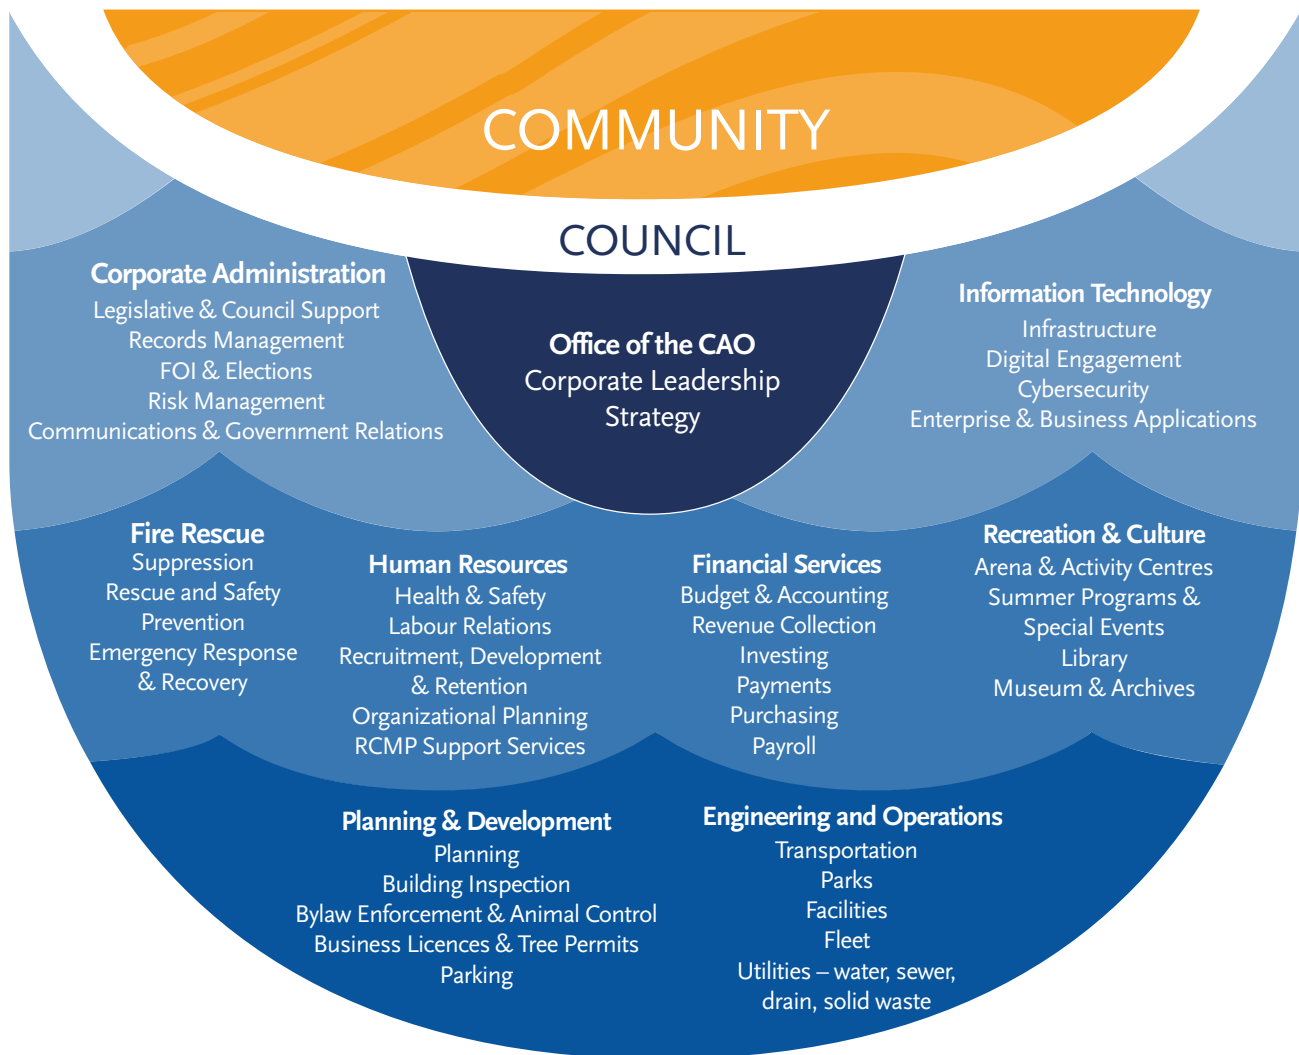 COMMUNITY
COUNCIL
Corporate Administration
Legislative & Council Support
Records Management
FOI & Elections
Risk Management
Communications & Government Relations
Office of the CAO
Corporate Leadership
Strategy
Information Technology
Infrastructure
Digital Engagement
Cybersecurity
Enterprise & Business Applications
Fire Rescue
Suppression
Rescue and Safety
Prevention
Emergency Response
& Recovery
Human Resources
Health & Safety
Labour Relations
Recruitment, Development
& Retention
Organizational Planning
RCMP Support Services
Financial Services
Budget & Accounting
Revenue Collection
Investing
Payments
Purchasing
Payroll
Recreation & Culture
Arena & Activity Centres
Summer Programs &
Special Events
Library
Museum & Archives
Planning & Development
Planning
Building Inspection
Bylaw Enforcement & Animal Control
Business Licences & Tree Permits
Parking
Engineering and Operations
Transportation
Parks
Facilities
Fleet
Utilities – water, sewer,
drain, solid waste